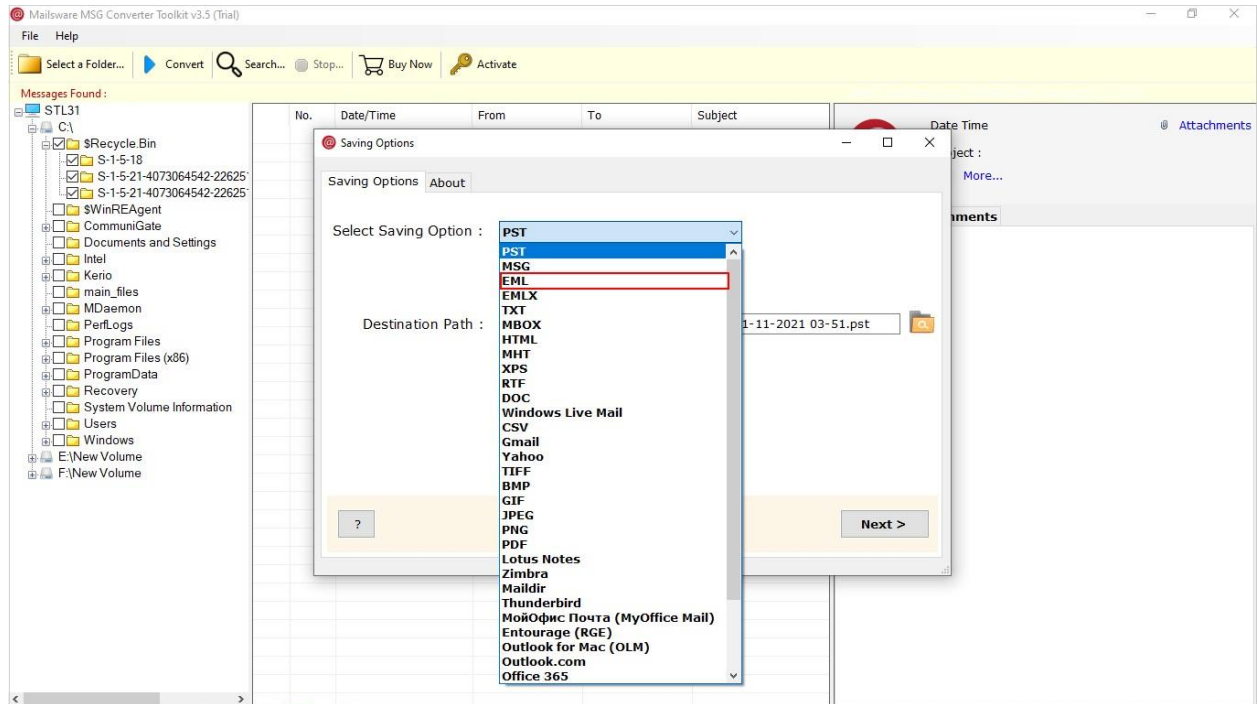 Mailsware MSG Converter Toolkit v3.5 (Trial)
File Help
Select a Folder... Convert Search... Stop... Buy Now Activate
Messages Found :
STL31
C:\
$Recycle.Bin
S-1-5-18
S-1-5-21-4073064542-22625
S-1-5-21-4073064542-22625
$WinREAgent
CommuniGate
Documents and Settings
Intel
Kerio
main_files
MDaemon
PerfLogs
Program Files
Program Files (x86)
ProgramData
Recovery
System Volume Information
Users
Windows
E:\New Volume
F:\New Volume
No. Date/Time From To Subject
Saving Options
Saving Options About
Select Saving Option : PST
PST
MSG
EML
EMLX
TXT
MBOX
HTML
MHT
XPS
RTF
DOC
Windows Live Mail
CSV
Gmail
Yahoo
TIFF
BMP
GIF
JPEG
PNG
PDF
Lotus Notes
Zimbra
Maildir
Thunderbird
МойОфис Почта (MyOffice Mail)
Entourage (RGE)
Outlook for Mac (OLM)
Outlook.com
Office 365
Destination Path : 1-11-2021 03-51.pst
? Next >
Date Time Attachments
ject :
More...
nments